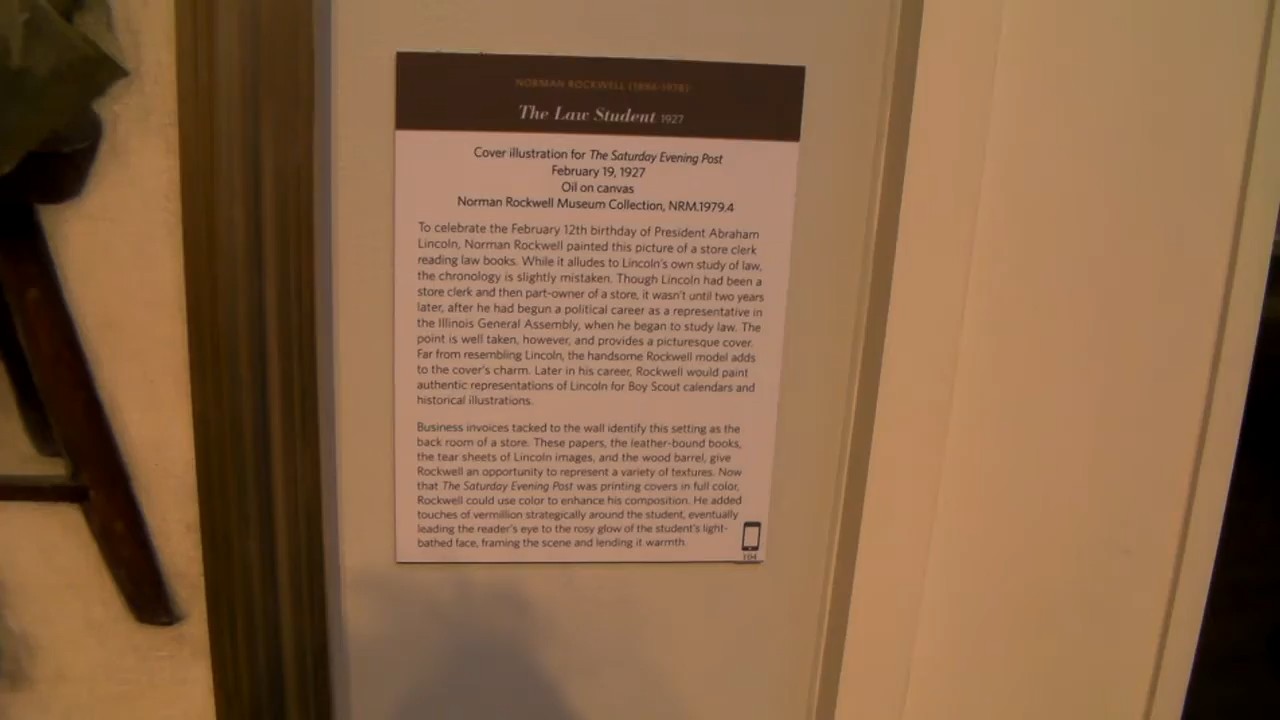 NORMAN ROCKWELL (1894-1978)
The Law Student 1927
Cover illustration for The Saturday Evening Post
February 19, 1927
Oil on canvas
Norman Rockwell Museum Collection, NRM.1979.4
To celebrate the February 12th birthday of President Abraham
Lincoln, Norman Rockwell painted this picture of a store clerk
reading law books. While it alludes to Lincoln's own study of law,
the chronology is slightly mistaken. Though Lincoln had been a
store clerk and then part-owner of a store, it wasn't until two years
later, after he had begun a political career as a representative in
the Illinois General Assembly, when he began to study law. The
point is well taken, however, and provides a picturesque cover.
Far from resembling Lincoln, the handsome Rockwell model adds
to the cover's charm. Later in his career, Rockwell would paint
authentic representations of Lincoln for Boy Scout calendars and
historical illustrations.
Business invoices tacked to the wall identify this setting as the
back room of a store. These papers, the leather-bound books,
the tear sheets of Lincoln images, and the wood barrel, give
Rockwell an opportunity to represent a variety of textures. Now
that The Saturday Evening Post was printing covers in full color,
Rockwell could use color to enhance his composition. He added
touches of vermillion strategically around the student, eventually
leading the reader's eye to the rosy glow of the student's light-
bathed face, framing the scene and lending it warmth.
104